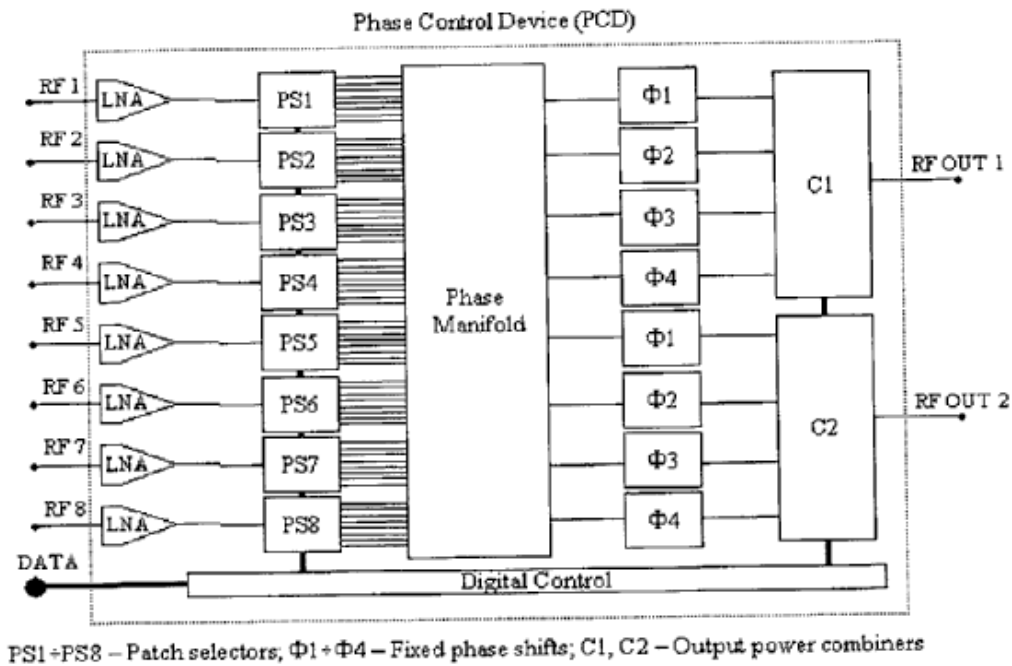 Phase Control Device (PCD)
RF 1 LNA PS1 Φ1
RF 2 LNA PS2 Φ2
RF 3 LNA PS3 Φ3
RF 4 LNA PS4 Φ4
RF 5 LNA PS5 Φ1
RF 6 LNA PS6 Φ2
RF 7 LNA PS7 Φ3
RF 8 LNA PS8 Φ4
Phase
Manifold
C1
RF OUT 1
C2
RF OUT 2
DATA
Digital Control
PS1÷PS8 – Patch selectors; Φ1÷Φ4 – Fixed phase shifts; C1, C2 – Output power combiners